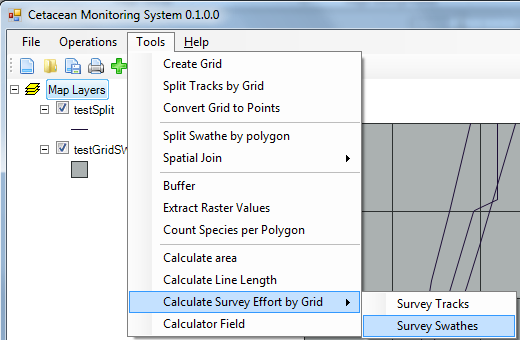 Cetacean Monitoring System 0.1.0.0
File Operations Tools Help
Map Layers
testSplit
testGridSW
Create Grid
Split Tracks by Grid
Convert Grid to Points
Split Swathe by polygon
Spatial Join
Buffer
Extract Raster Values
Count Species per Polygon
Calculate area
Calculate Line Length
Calculate Survey Effort by Grid
Calculator Field
Survey Tracks
Survey Swathes